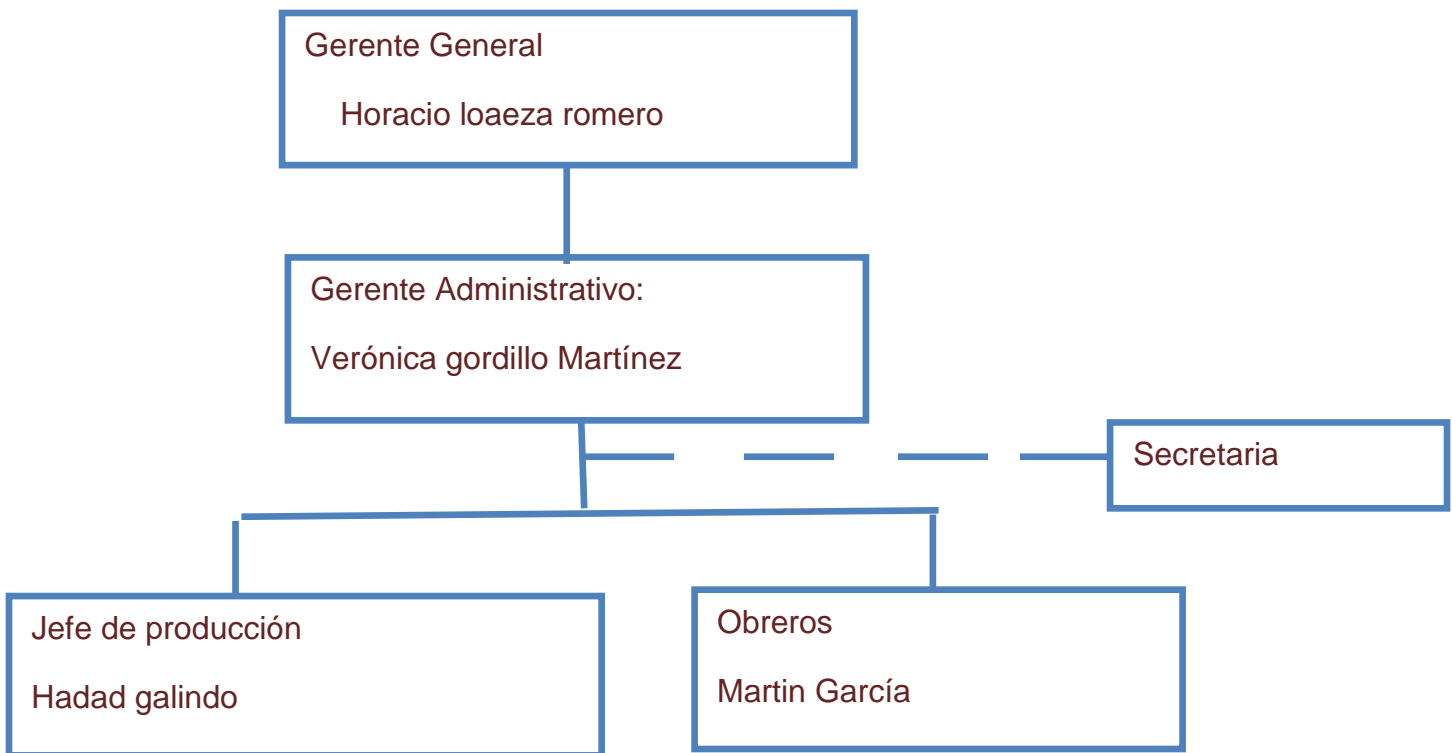 Gerente General
Horacio loaeza romero
Gerente Administrativo:
Verónica gordillo Martínez
Secretaria
Jefe de producción
Hadad galindo
Obreros
Martin García